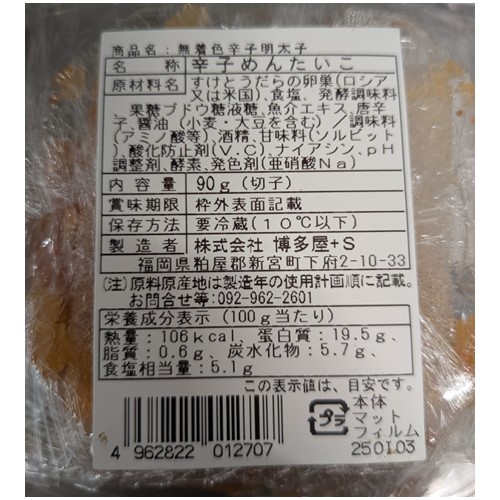 商品名:無着色辛子明太子
名称 辛子めんたいこ
原材料名 すけとうだらの卵巣(ロシア
又は米国)、食塩、発酵調味料
果糖ブドウ糖液糖、魚介エキス、唐辛
子、醤油(小麦・大豆を含む)/調味料
(アミノ酸等)、酒精、甘味料(ソルビット
)、酸化防止剤(V.C)、ナイアシン、pH
調整剤、酵素、発色剤(亜硝酸Na)
内容量 90g(切子)
賞味期限 枠外表面記載
保存方法 要冷蔵(10℃以下)
製造者 株式会社 博多屋+S
福岡県粕屋郡新宮町下府2-10-33
(注)原料原産地は製造年の使用計画順に記載。
お問合せ等:092-962-2601
栄養成分表示(100g当たり)
熱量:106kcal、蛋白質:19.5g、
脂質:0.6g、炭水化物:5.7g、
食塩相当量:5.1g
この表示値は、目安です。
4 962822 012707
プラ
本体
マット
フィルム
250103